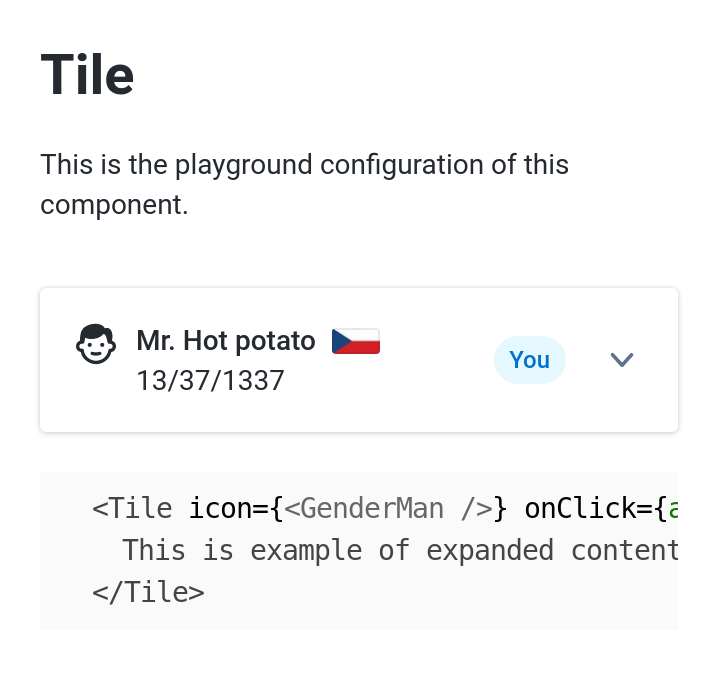 Tile
This is the playground configuration of this
component.
Mr. Hot potato
13/37/1337
You
<Tile icon={<GenderMan />} onClick={a
This is example of expanded content
</Tile>